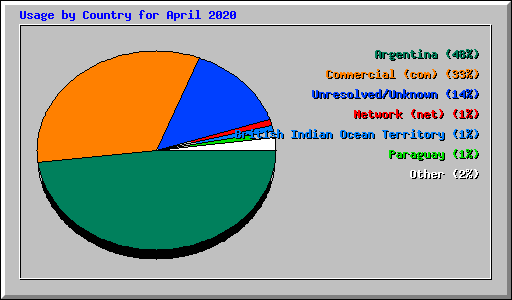 Usage by Country for April 2020
Argentina (48%)
Commercial (com) (33%)
Unresolved/Unknown (14%)
Network (net) (1%)
British Indian Ocean Territory (1%)
Paraguay (1%)
Other (2%)